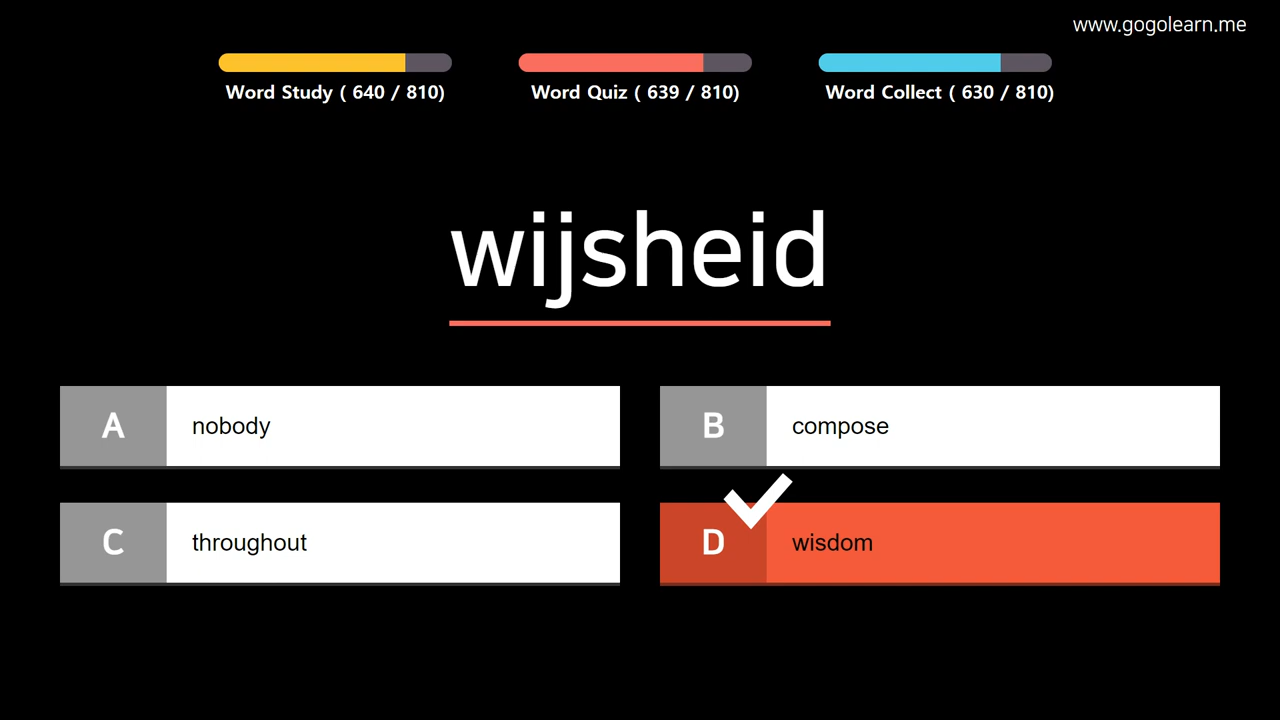 www.gogolearn.me
Word Study ( 640 / 810)
Word Quiz ( 639 / 810)
Word Collect ( 630 / 810)
wijsheid
A nobody
B compose
C throughout
D wisdom